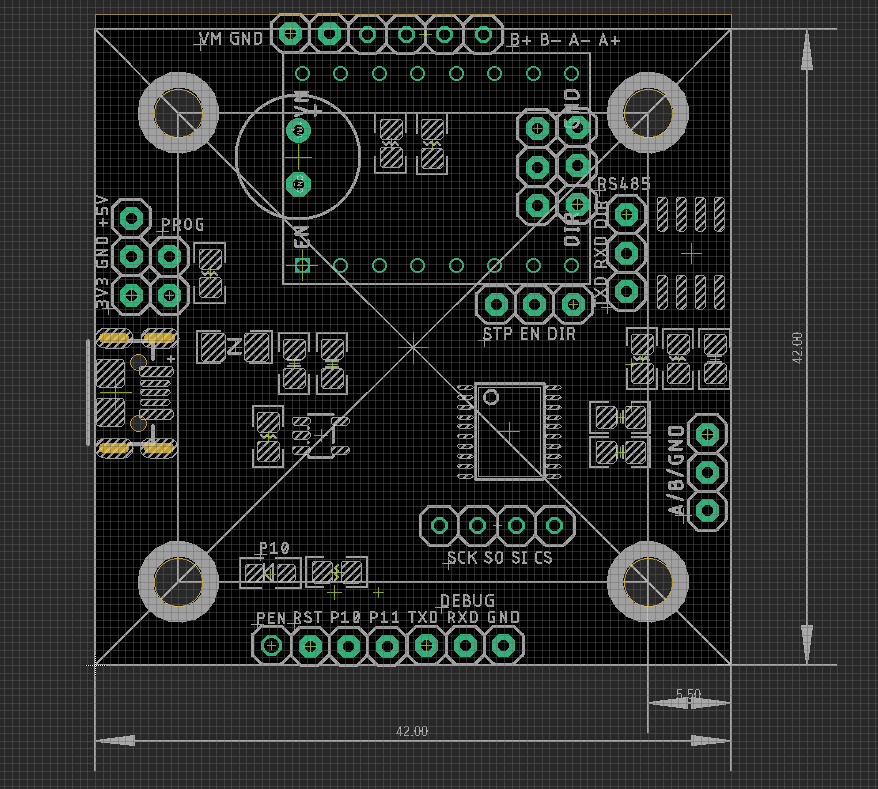 VM GND
B+ B- A- A+
VM
+
GND
RS485
+5V
GND
3V3
PROG
EN
DIR
DIR
RXD
TXD
STP EN DIR
42.00
N
+
A/B/GND
SCK SO SI CS
P10
DEBUG
PEN RST P10 P11 TXD RXD GND
5.50
42.00